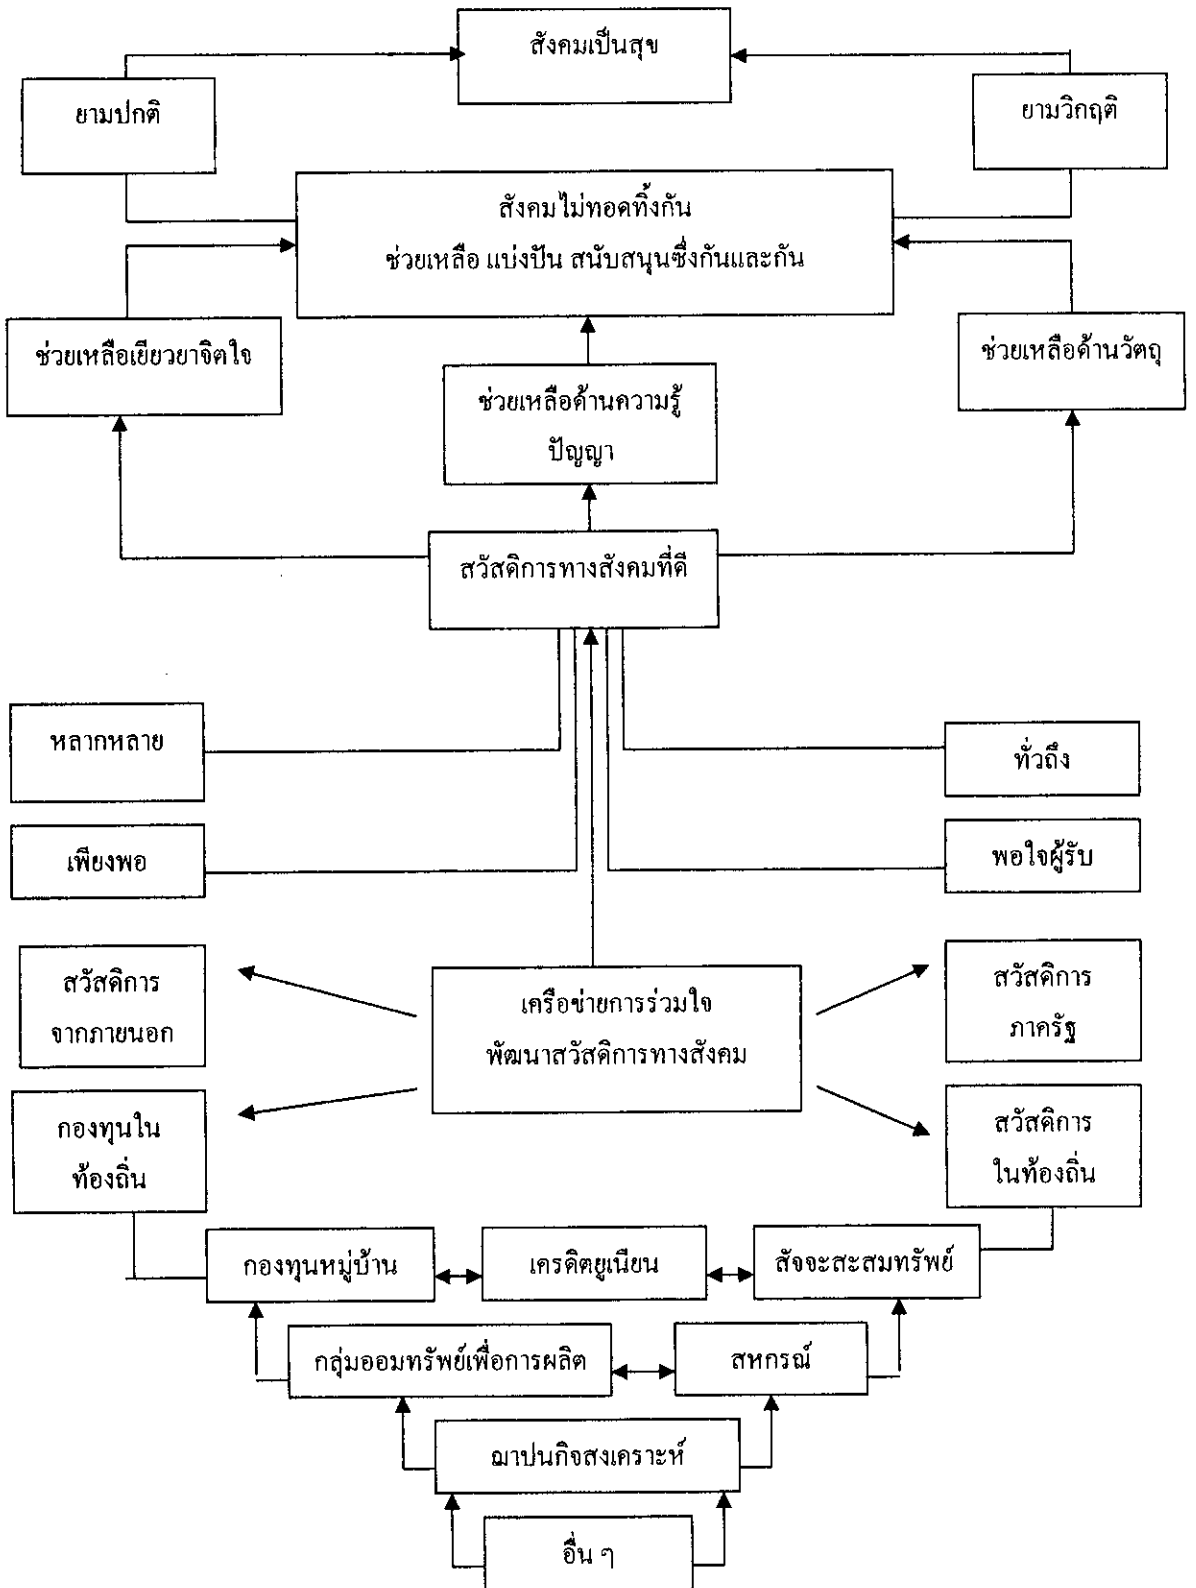 สังคมเป็นสุข
ยามปกติ
ยามวิกฤติ
สังคมไม่ทอดทิ้งกัน
ช่วยเหลือ แบ่งปัน สนับสนุนซึ่งกันและกัน
ช่วยเหลือเยียวยาจิตใจ
ช่วยเหลือด้านวัตถุ
ช่วยเหลือด้านความรู้
ปัญญา
สวัสดิการทางสังคมที่ดี
หลากหลาย
ทั่วถึง
เพียงพอ
พอใจผู้รับ
สวัสดิการ
จากภายนอก
เครือข่ายการร่วมใจ
พัฒนาสวัสดิการทางสังคม
สวัสดิการ
ภาครัฐ
กองทุนใน
ท้องถิ่น
สวัสดิการ
ในท้องถิ่น
กองทุนหมู่บ้าน
เครดิตยูเนียน
สัจจะสะสมทรัพย์
กลุ่มออมทรัพย์เพื่อการผลิต
สหกรณ์
ฌาปนกิจสงเคราะห์
อื่น ๆ